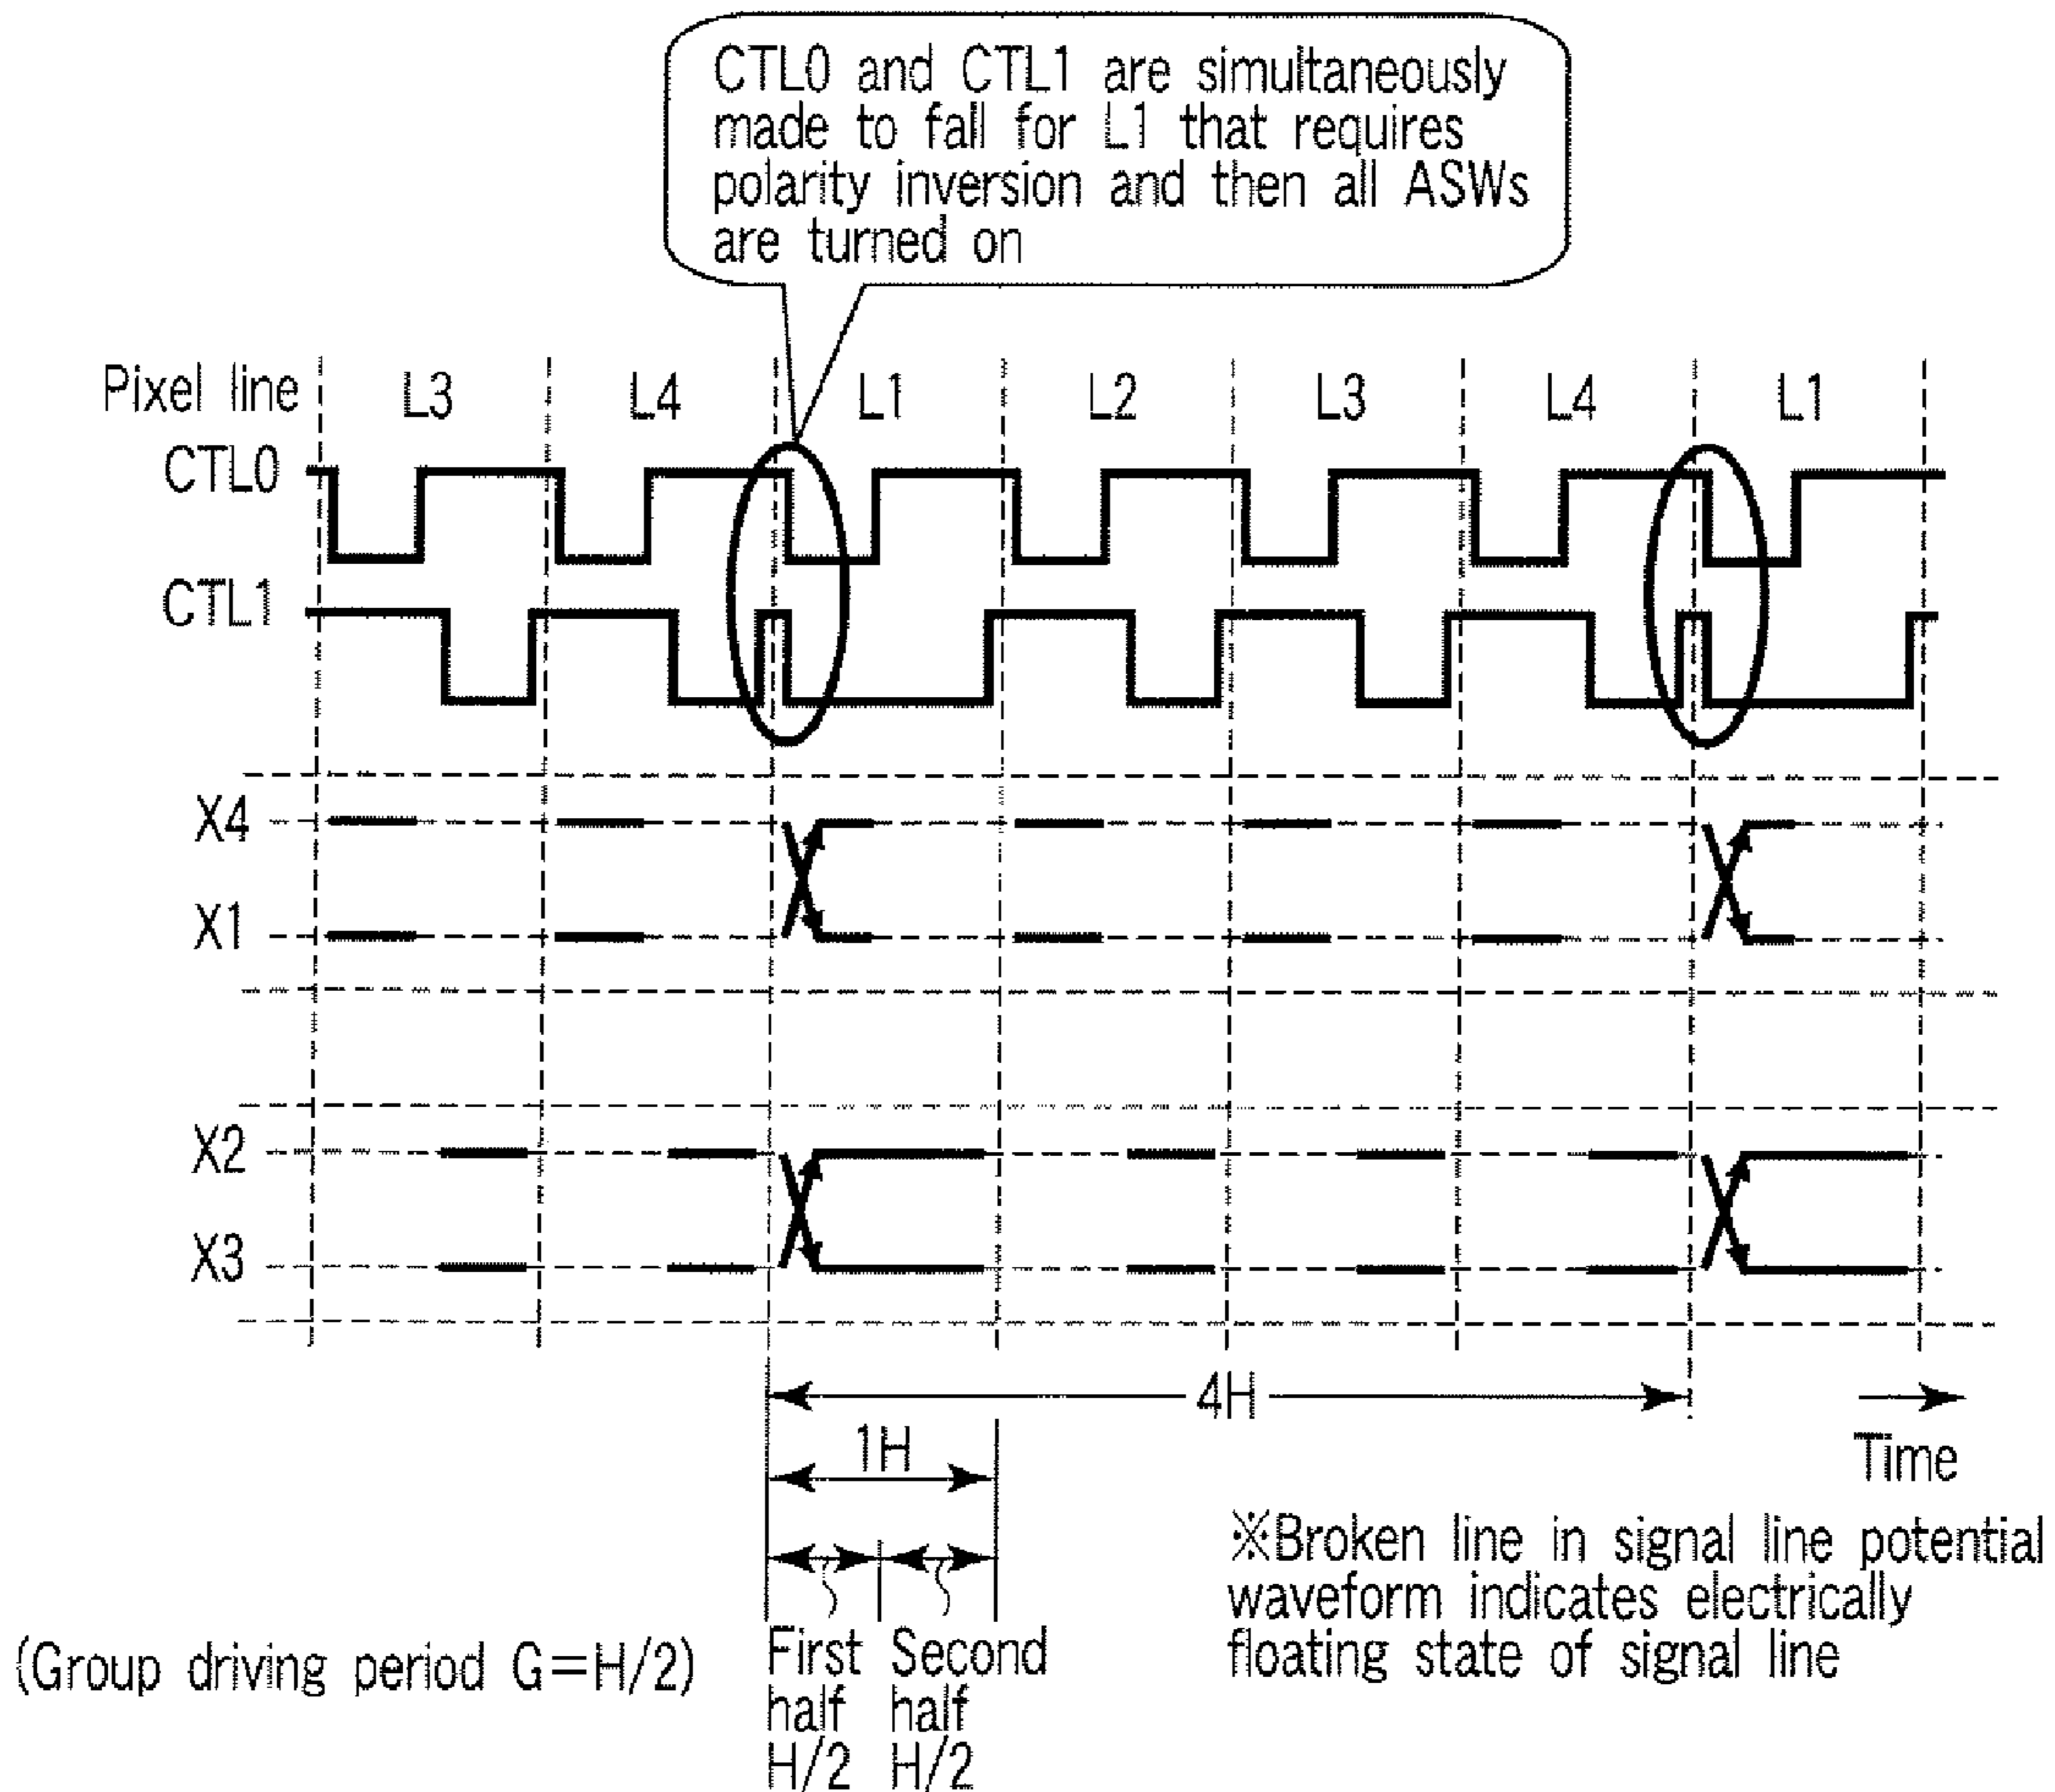 CTL0 and CTL1 are simultaneously
made to fall for L1 that requires
polarity inversion and then all ASWs
are turned on
Pixel line L3 L4 L1 L2 L3 L4 L1
CTL0
CTL1
X4
X1
X2
X3
4H
1H
Time
※Broken line in signal line potential
waveform indicates electrically
floating state of signal line
(Group driving period G=H/2)
First Second
half half
H/2 H/2